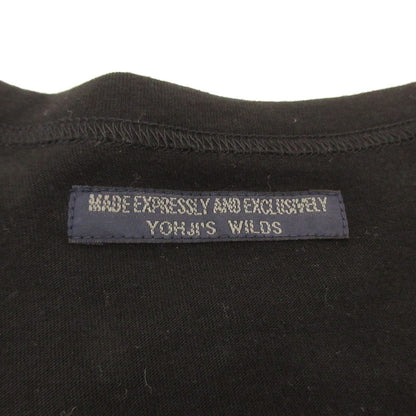 MADE EXPRESSLY AND EXCLUSIVELY
YOHJI'S WILDS